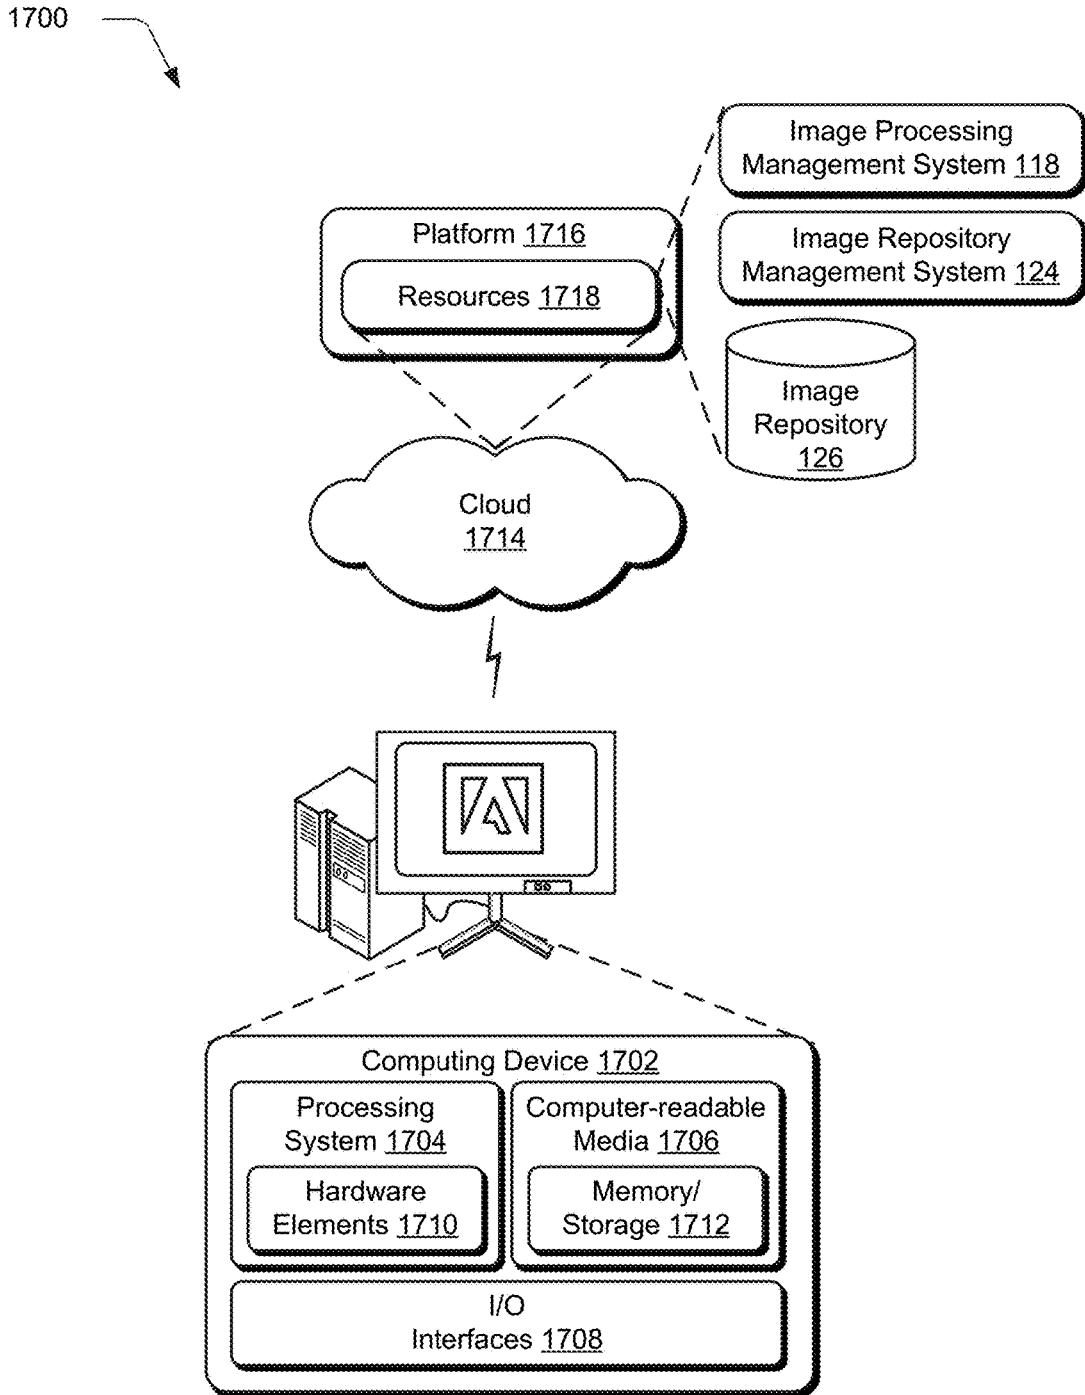 1700
Image Processing
Management System 118
Platform 1716
Image Repository
Management System 124
Resources 1718
Image
Repository
126
Cloud
1714
Computing Device 1702
Processing
System 1704
Computer-readable
Media 1706
Hardware
Elements 1710
Memory/
Storage 1712
I/O
Interfaces 1708